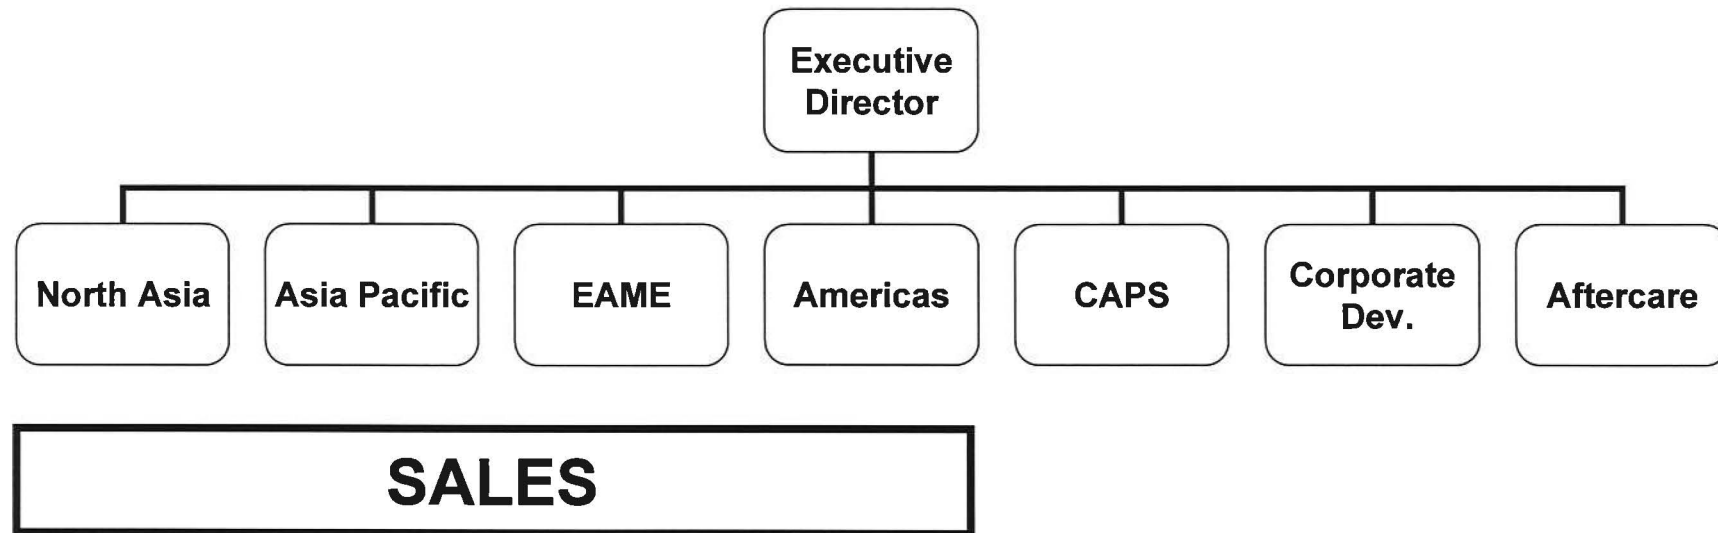 Executive
Director
North Asia
Asia Pacific
EAME
Americas
CAPS
Corporate
Dev.
Aftercare
SALES